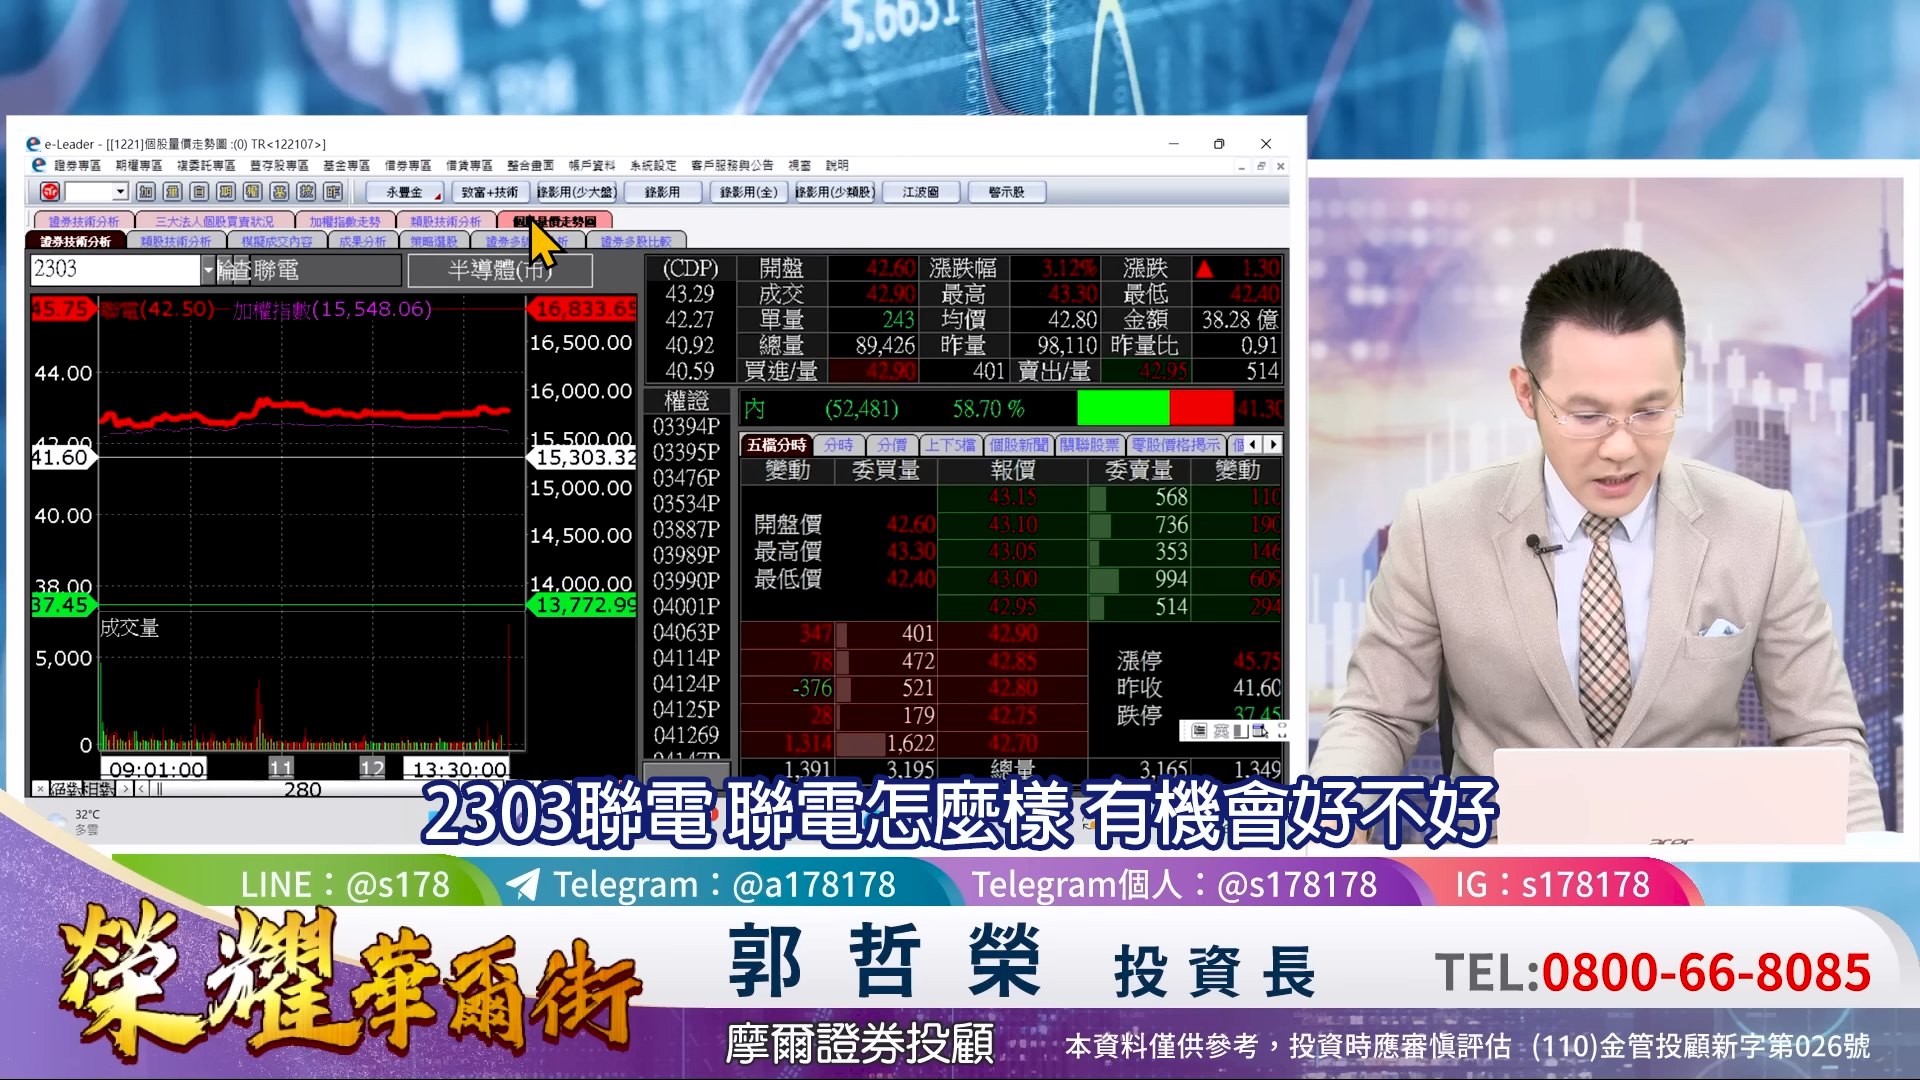 5.6631
e-Leader - [[1221]個股量價走勢圖 :(0) TR<122107>]
證券專區 期權專區 複委託專區 豐存股專區 基金專區 借券專區 借貸專區 整合畫面 帳戶資料 系統設定 客戶服務與公告 視窗 說明
永豐金 致富+技術 錄影用(少大盤) 錄影用 錄影用(全) 錄影用(少類股) 江波圖 警示股
證券技術分析 三大法人個股買賣狀況 加權指數走勢 類股技術分析
證券技術分析 類股技術分析 模擬成交內容 成果分析 策略選股 證券多股比較
2303 聯電 半導體(市)
(CDP) 開盤 42.60 漲跌幅 3.12% 漲跌 ▲ 1.30
43.29 成交 42.90 最高 43.30 最低 42.40
42.27 單量 243 均價 42.80 金額 38.28 億
40.92 總量 89,426 昨量 98,110 昨量比 0.91
40.59 買進/量 42.90 401 賣出/量 42.95 514
45.75 聯電(42.50) 加權指數(15,548.06) 16,833.65
16,500.00
44.00
16,000.00
42.00 15,500.00
41.60 15,303.32
15,000.00
40.00
14,500.00
38.00 14,000.00
37.45 13,772.99
成交量
5,000
0
09:01:00 11 12 13:30:00
280
權證
03394P
03395P
03476P
03534P
03887P
03989P
03990P
04001P
04063P
04114P
04124P
04125P
041269
內 (52,481) 58.70 % 41.30
五檔分時 分時 分價 上下5檔 個股新聞 關聯股票 零股價格揭示
變動 委買量 報價 委賣量 變動
43.15 568 110
開盤價 42.60 43.10 736 190
最高價 43.30 43.05 353 146
最低價 42.40 43.00 994 609
42.95 514 294
347 401 42.90
78 472 42.85 漲停 45.75
-376 521 42.80 昨收 41.60
28 179 42.75 跌停 37.45
1,314 1,622 42.70
1,391 3,195 總量 3,165 1,349
32°C
多雲
acer
2303聯電 聯電怎麼樣 有機會好不好
LINE：@s178 Telegram：@a178178 Telegram個人：@s178178 IG：s178178
榮耀華爾街
郭哲榮 投資長 TEL:0800-66-8085
摩爾證券投顧 本資料僅供參考，投資時應審慎評估 (110)金管投顧新字第026號